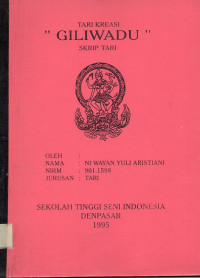 TARI KREASI
" GILIWADU "
SKRIP TARI
OLEH :
NAMA : NI WAYAN YULI ARISTIANI
NIRM : 901.1598
JURUSAN : TARI
SEKOLAH TINGGI SENI INDONESIA
DENPASAR
1995